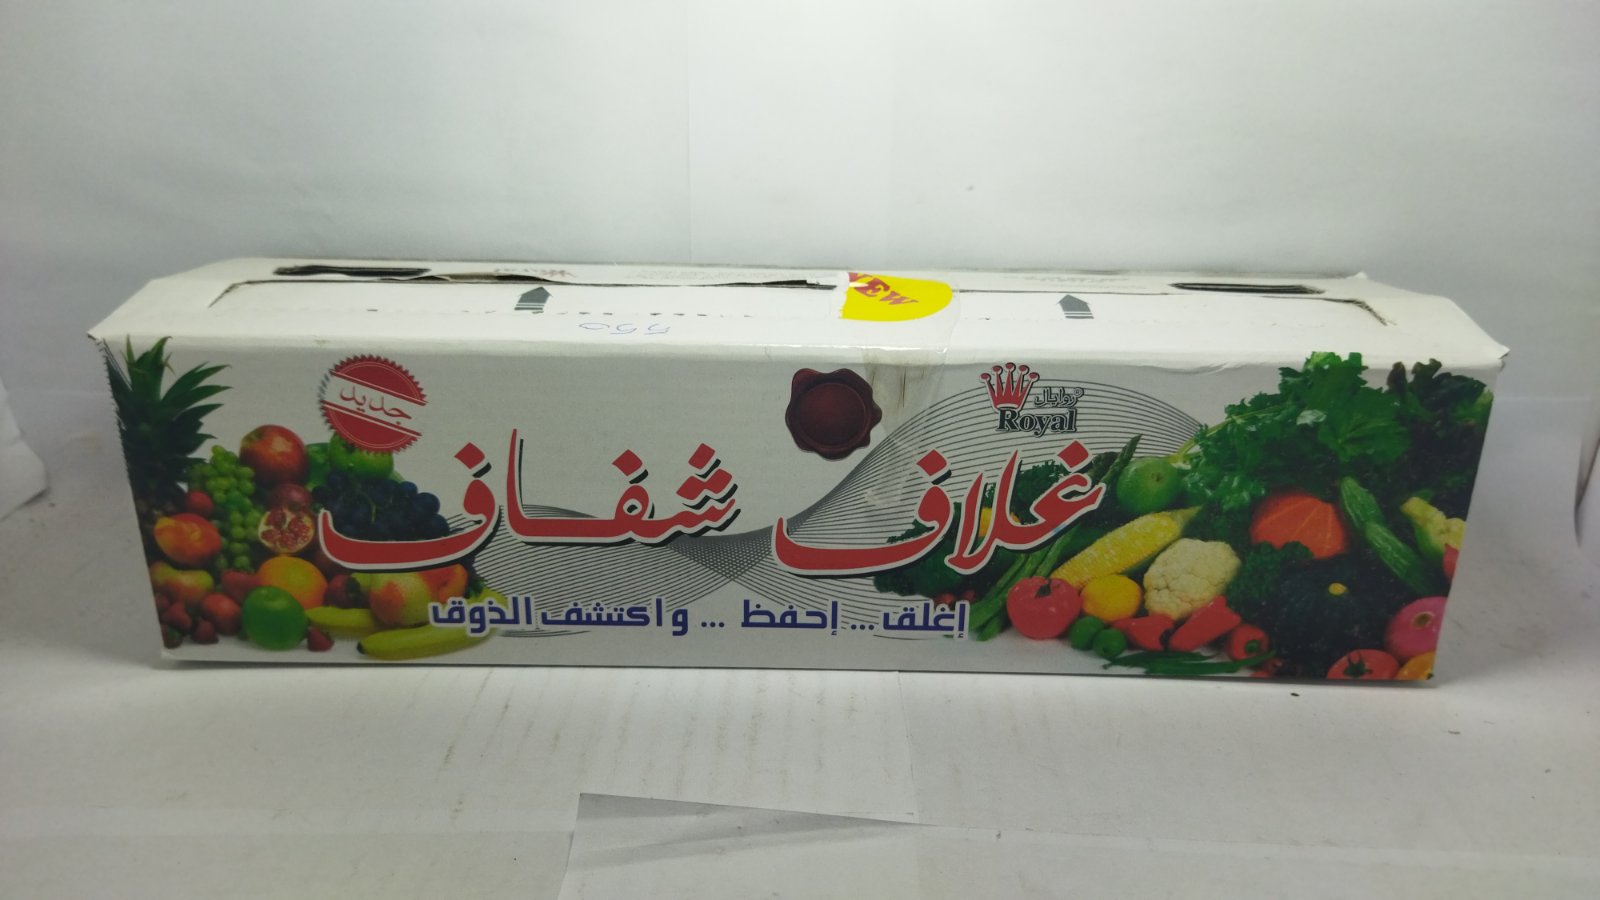 NEW
جديد
رويال
Royal
غلاف شفاف
إغلق... إحفظ ... واكتشف الذوق